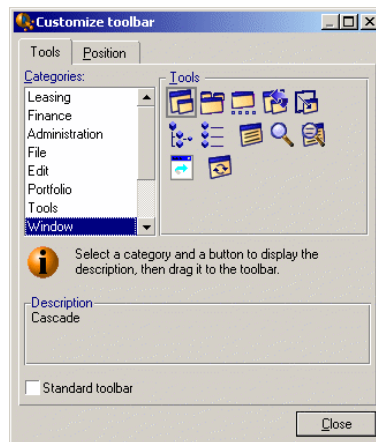 Customize toolbar
Tools
Position
Categories:
Tools
Leasing
Finance
Administration
File
Edit
Portfolio
Tools
Window
Select a category and a button to display the
description, then drag it to the toolbar.
Description
Cascade
Standard toolbar
Close